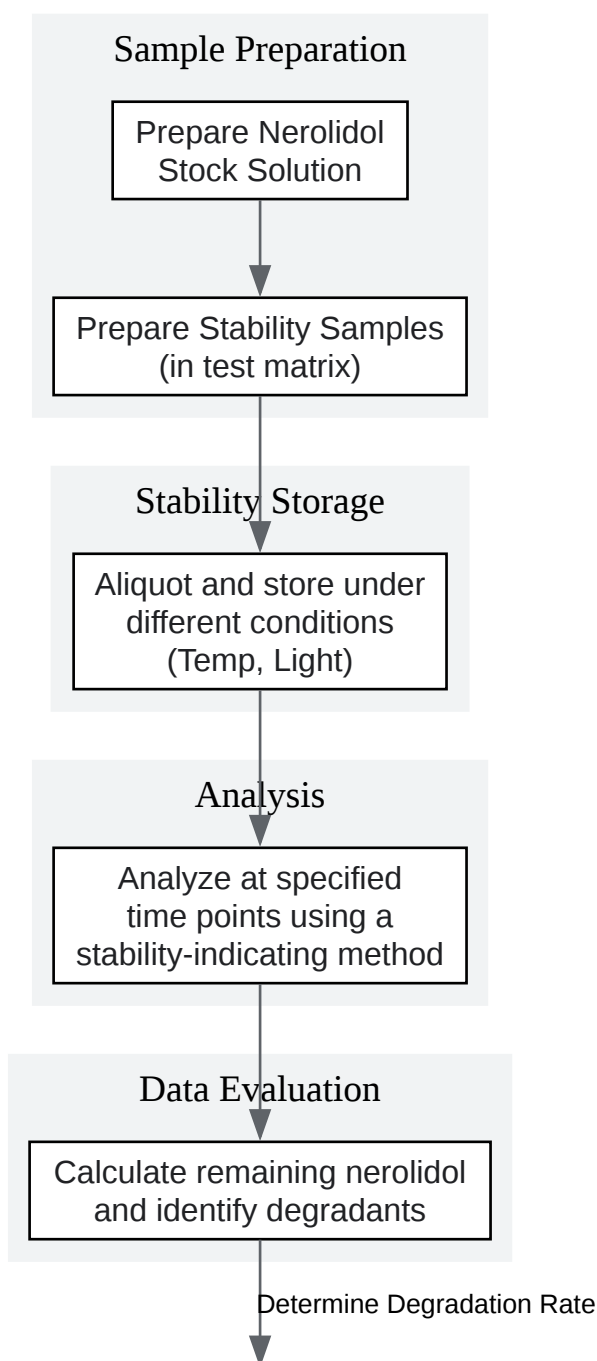 Sample Preparation
Prepare Nerolidol
Stock Solution
Prepare Stability Samples
(in test matrix)
Stability Storage
Aliquot and store under
different conditions
(Temp, Light)
Analysis
Analyze at specified
time points using a
stability-indicating method
Data Evaluation
Calculate remaining nerolidol
and identify degradants
Determine Degradation Rate